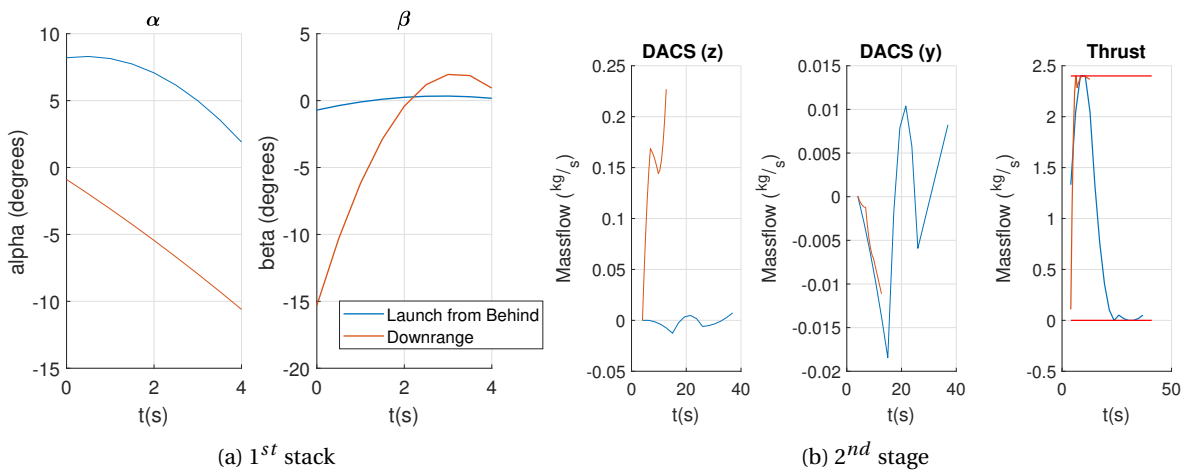 α
10
5
0
-5
-10
-15
alpha (degrees)
0
2
4
t(s)
β
5
0
-5
-10
-15
-20
beta (degrees)
0
2
4
t(s)
Launch from Behind
Downrange
(a) 1st stack
DACS (z)
0.25
0.2
0.15
0.1
0.05
0
-0.05
Massflow (kg/s)
0
20
40
t(s)
DACS (y)
0.015
0.01
0.005
0
-0.005
-0.01
-0.015
-0.02
Massflow (kg/s)
0
20
40
t(s)
Thrust
2.5
2
1.5
1
0.5
0
-0.5
Massflow (kg/s)
0
50
t(s)
(b) 2nd stage